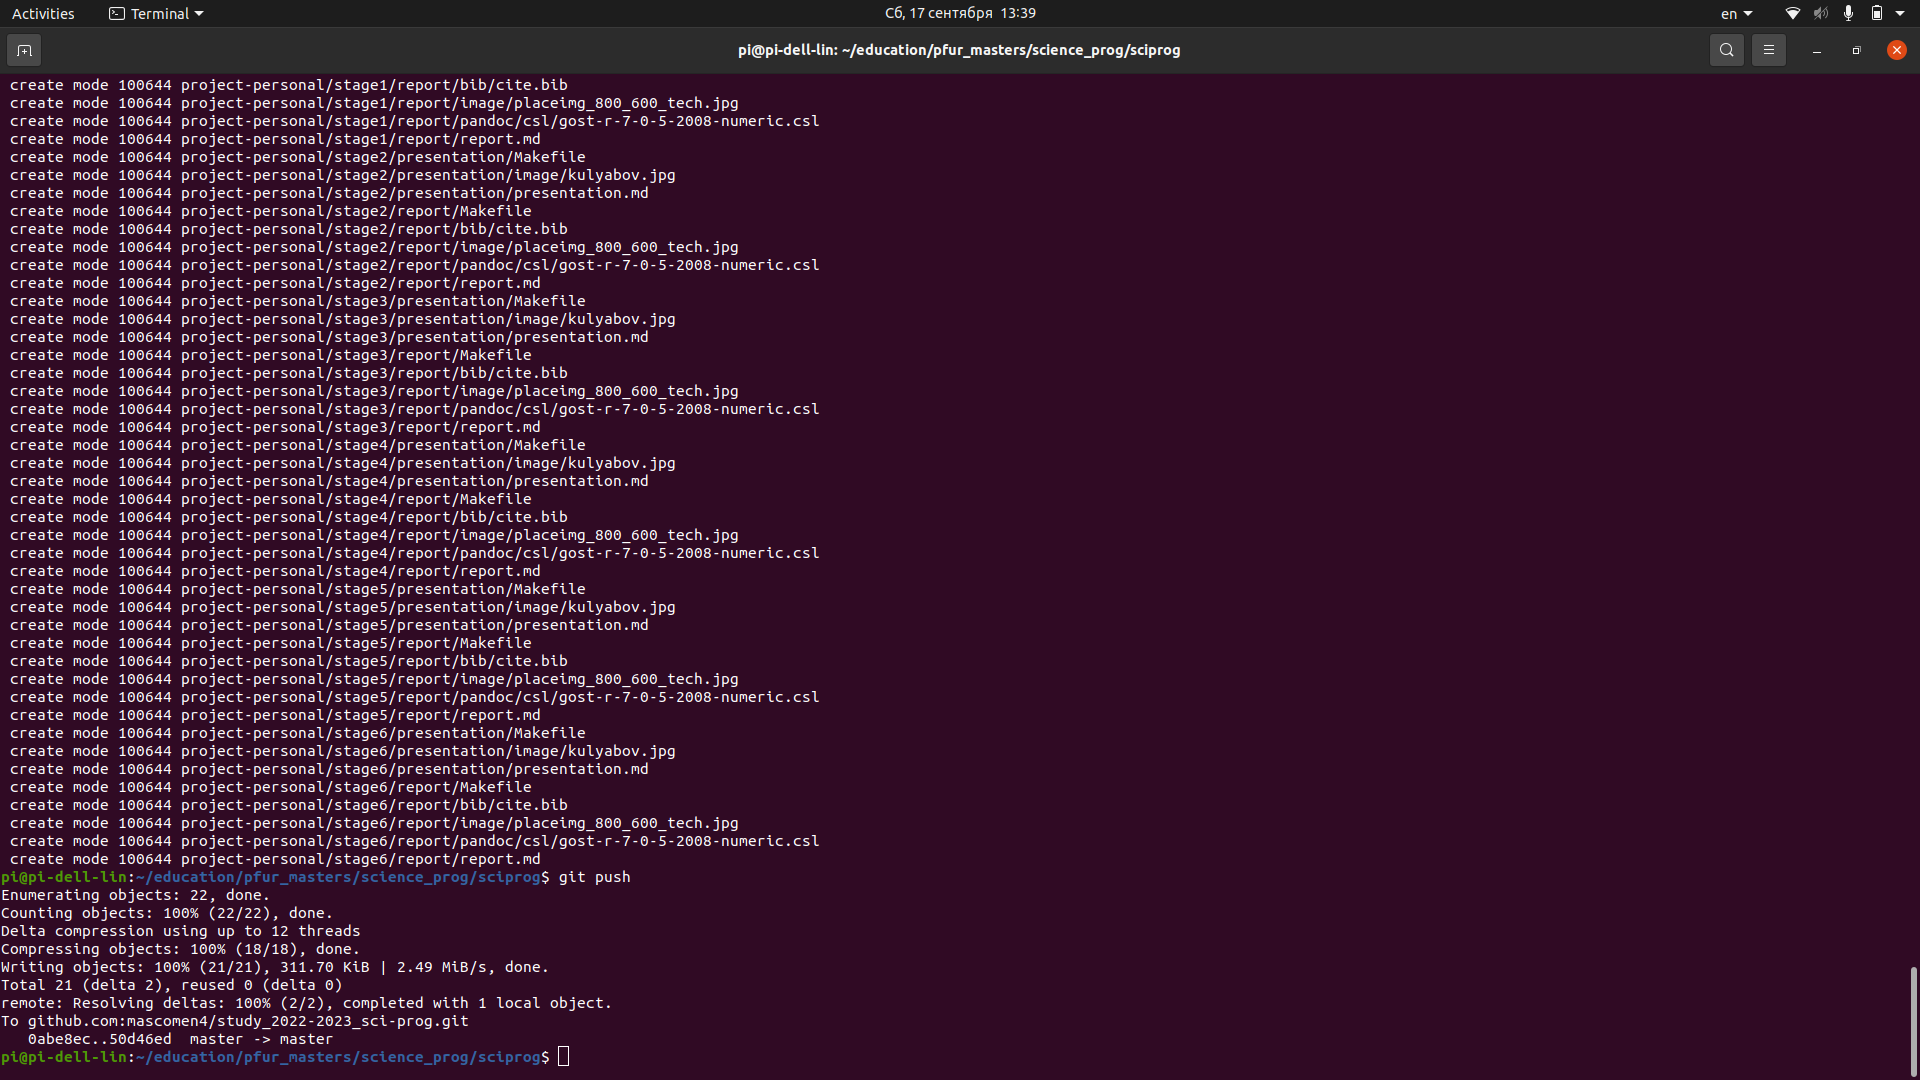 Activities Terminal Сб, 17 сентября 13:39 en
pi@pi-dell-lin: ~/education/pfur_masters/science_prog/sciprog
create mode 100644 project-personal/stage1/report/bib/cite.bib
create mode 100644 project-personal/stage1/report/image/placeimg_800_600_tech.jpg
create mode 100644 project-personal/stage1/report/pandoc/csl/gost-r-7-0-5-2008-numeric.csl
create mode 100644 project-personal/stage1/report/report.md
create mode 100644 project-personal/stage2/presentation/Makefile
create mode 100644 project-personal/stage2/presentation/image/kulyabov.jpg
create mode 100644 project-personal/stage2/presentation/presentation.md
create mode 100644 project-personal/stage2/report/Makefile
create mode 100644 project-personal/stage2/report/bib/cite.bib
create mode 100644 project-personal/stage2/report/image/placeimg_800_600_tech.jpg
create mode 100644 project-personal/stage2/report/pandoc/csl/gost-r-7-0-5-2008-numeric.csl
create mode 100644 project-personal/stage2/report/report.md
create mode 100644 project-personal/stage3/presentation/Makefile
create mode 100644 project-personal/stage3/presentation/image/kulyabov.jpg
create mode 100644 project-personal/stage3/presentation/presentation.md
create mode 100644 project-personal/stage3/report/Makefile
create mode 100644 project-personal/stage3/report/bib/cite.bib
create mode 100644 project-personal/stage3/report/image/placeimg_800_600_tech.jpg
create mode 100644 project-personal/stage3/report/pandoc/csl/gost-r-7-0-5-2008-numeric.csl
create mode 100644 project-personal/stage3/report/report.md
create mode 100644 project-personal/stage4/presentation/Makefile
create mode 100644 project-personal/stage4/presentation/image/kulyabov.jpg
create mode 100644 project-personal/stage4/presentation/presentation.md
create mode 100644 project-personal/stage4/report/Makefile
create mode 100644 project-personal/stage4/report/bib/cite.bib
create mode 100644 project-personal/stage4/report/image/placeimg_800_600_tech.jpg
create mode 100644 project-personal/stage4/report/pandoc/csl/gost-r-7-0-5-2008-numeric.csl
create mode 100644 project-personal/stage4/report/report.md
create mode 100644 project-personal/stage5/presentation/Makefile
create mode 100644 project-personal/stage5/presentation/image/kulyabov.jpg
create mode 100644 project-personal/stage5/presentation/presentation.md
create mode 100644 project-personal/stage5/report/Makefile
create mode 100644 project-personal/stage5/report/bib/cite.bib
create mode 100644 project-personal/stage5/report/image/placeimg_800_600_tech.jpg
create mode 100644 project-personal/stage5/report/pandoc/csl/gost-r-7-0-5-2008-numeric.csl
create mode 100644 project-personal/stage5/report/report.md
create mode 100644 project-personal/stage6/presentation/Makefile
create mode 100644 project-personal/stage6/presentation/image/kulyabov.jpg
create mode 100644 project-personal/stage6/presentation/presentation.md
create mode 100644 project-personal/stage6/report/Makefile
create mode 100644 project-personal/stage6/report/bib/cite.bib
create mode 100644 project-personal/stage6/report/image/placeimg_800_600_tech.jpg
create mode 100644 project-personal/stage6/report/pandoc/csl/gost-r-7-0-5-2008-numeric.csl
create mode 100644 project-personal/stage6/report/report.md
pi@pi-dell-lin:~/education/pfur_masters/science_prog/sciprog$ git push
Enumerating objects: 22, done.
Counting objects: 100% (22/22), done.
Delta compression using up to 12 threads
Compressing objects: 100% (18/18), done.
Writing objects: 100% (21/21), 311.70 KiB | 2.49 MiB/s, done.
Total 21 (delta 2), reused 0 (delta 0)
remote: Resolving deltas: 100% (2/2), completed with 1 local object.
To github.com:mascomen4/study_2022-2023_sci-prog.git
0abe8ec..50d46ed master -> master
pi@pi-dell-lin:~/education/pfur_masters/science_prog/sciprog$